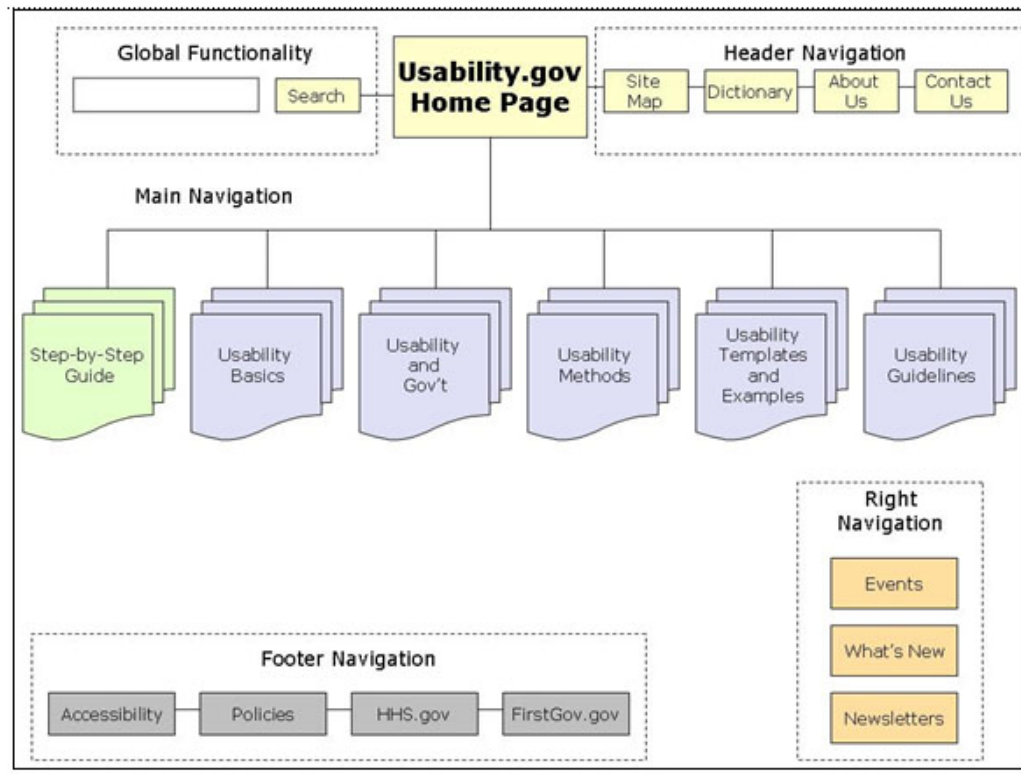 Global Functionality
Search
Usability.gov
Home Page
Header Navigation
Site
Map
Dictionary
About
Us
Contact
Us
Main Navigation
Step-by-Step
Guide
Usability
Basics
Usability
and
Gov't
Usability
Methods
Usability
Templates
and
Examples
Usability
Guidelines
Right
Navigation
Events
What's New
Newsletters
Footer Navigation
Accessibility
Policies
HHS.gov
FirstGov.gov